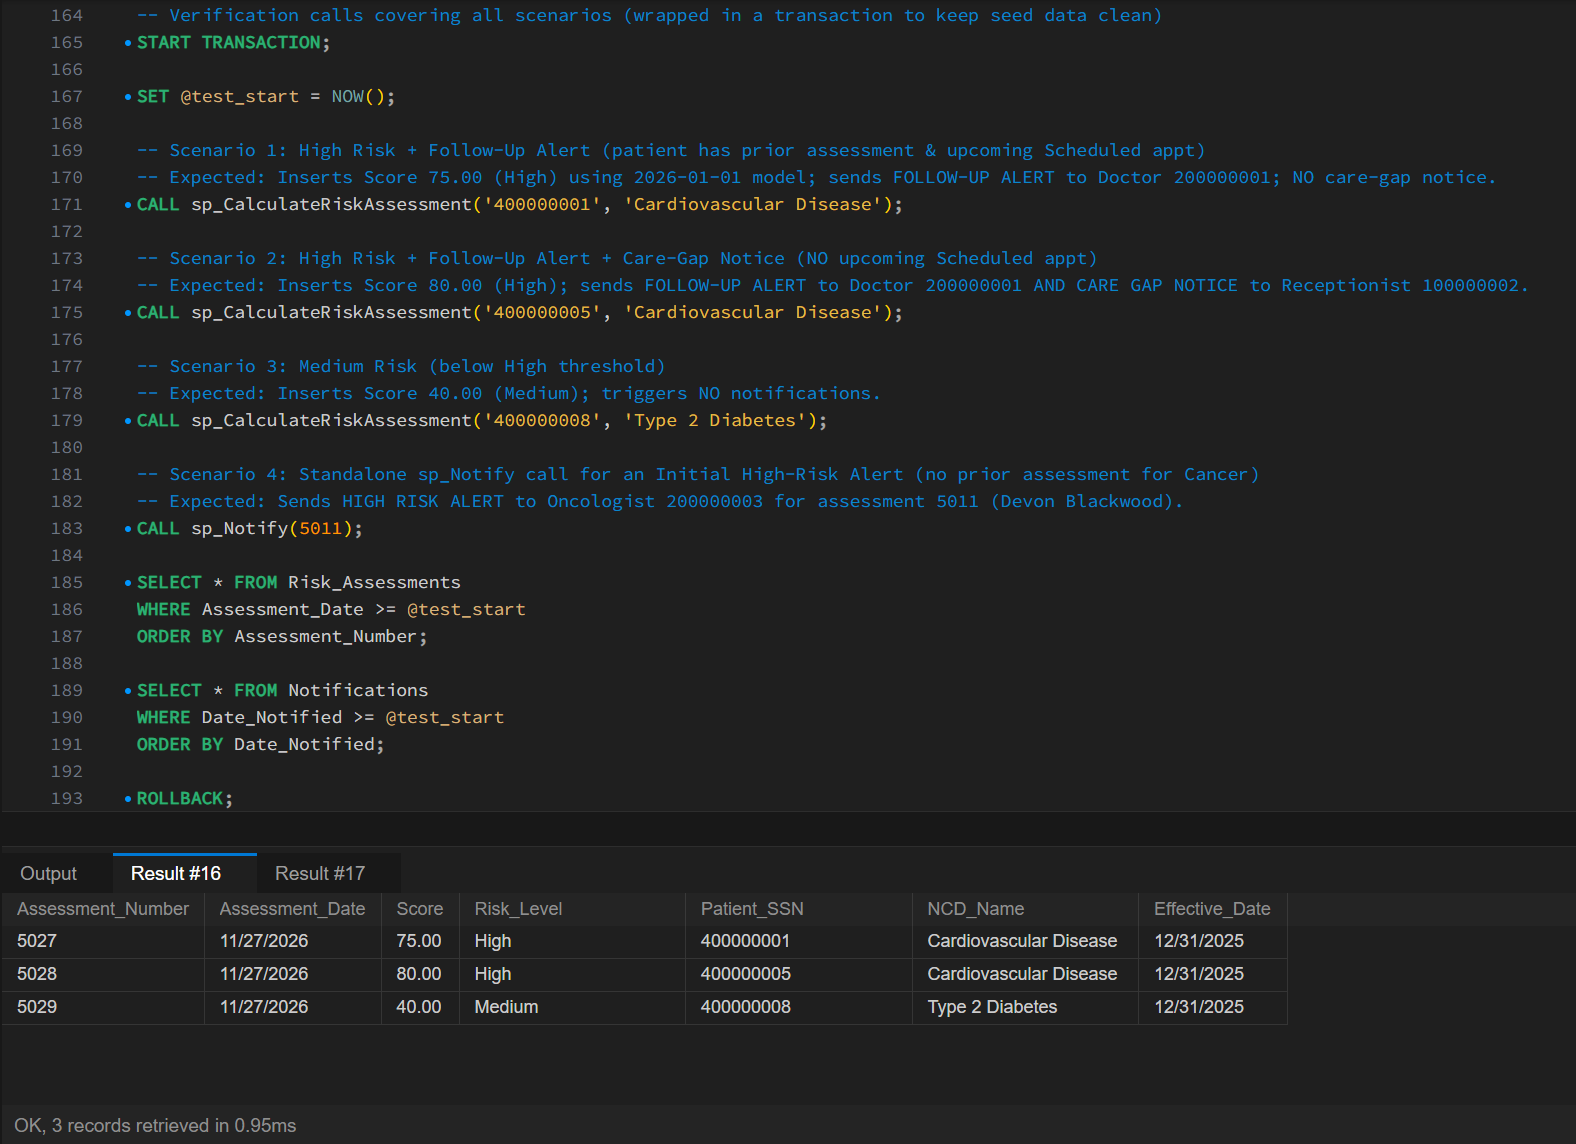 164 -- Verification calls covering all scenarios (wrapped in a transaction to keep seed data clean)
165 START TRANSACTION;
166
167 SET @test_start = NOW();
168
169 -- Scenario 1: High Risk + Follow-Up Alert (patient has prior assessment & upcoming Scheduled appt)
170 -- Expected: Inserts Score 75.00 (High) using 2026-01-01 model; sends FOLLOW-UP ALERT to Doctor 200000001; NO care-gap notice.
171 CALL sp_CalculateRiskAssessment('400000001', 'Cardiovascular Disease');
172
173 -- Scenario 2: High Risk + Follow-Up Alert + Care-Gap Notice (NO upcoming Scheduled appt)
174 -- Expected: Inserts Score 80.00 (High); sends FOLLOW-UP ALERT to Doctor 200000001 AND CARE GAP NOTICE to Receptionist 100000002.
175 CALL sp_CalculateRiskAssessment('400000005', 'Cardiovascular Disease');
176
177 -- Scenario 3: Medium Risk (below High threshold)
178 -- Expected: Inserts Score 40.00 (Medium); triggers NO notifications.
179 CALL sp_CalculateRiskAssessment('400000008', 'Type 2 Diabetes');
180
181 -- Scenario 4: Standalone sp_Notify call for an Initial High-Risk Alert (no prior assessment for Cancer)
182 -- Expected: Sends HIGH RISK ALERT to Oncologist 200000003 for assessment 5011 (Devon Blackwood).
183 CALL sp_Notify(5011);
184
185 SELECT * FROM Risk_Assessments
186 WHERE Assessment_Date >= @test_start
187 ORDER BY Assessment_Number;
188
189 SELECT * FROM Notifications
190 WHERE Date_Notified >= @test_start
191 ORDER BY Date_Notified;
192
193 ROLLBACK;
Output Result #16 Result #17
Assessment_Number Assessment_Date Score Risk_Level Patient_SSN NCD_Name Effective_Date
5027 11/27/2026 75.00 High 400000001 Cardiovascular Disease 12/31/2025
5028 11/27/2026 80.00 High 400000005 Cardiovascular Disease 12/31/2025
5029 11/27/2026 40.00 Medium 400000008 Type 2 Diabetes 12/31/2025
OK, 3 records retrieved in 0.95ms